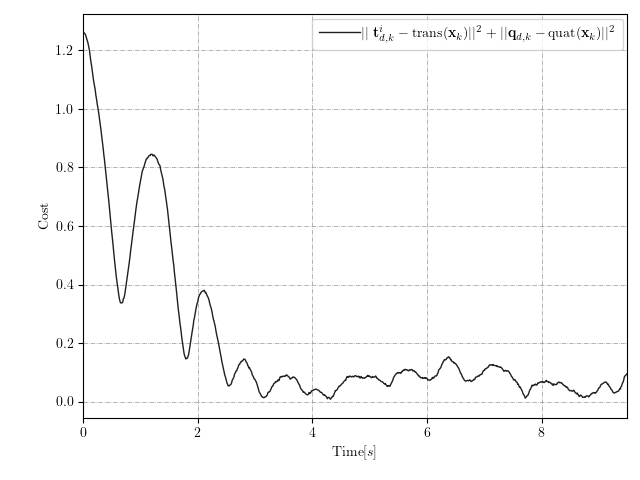 || t^i_{d,k} − trans(x_k)||^2 + ||q_{d,k} − quat(x_k)||^2
1.2
1.0
0.8
0.6
0.4
0.2
0.0
Cost
0 2 4 6 8
Time[s]